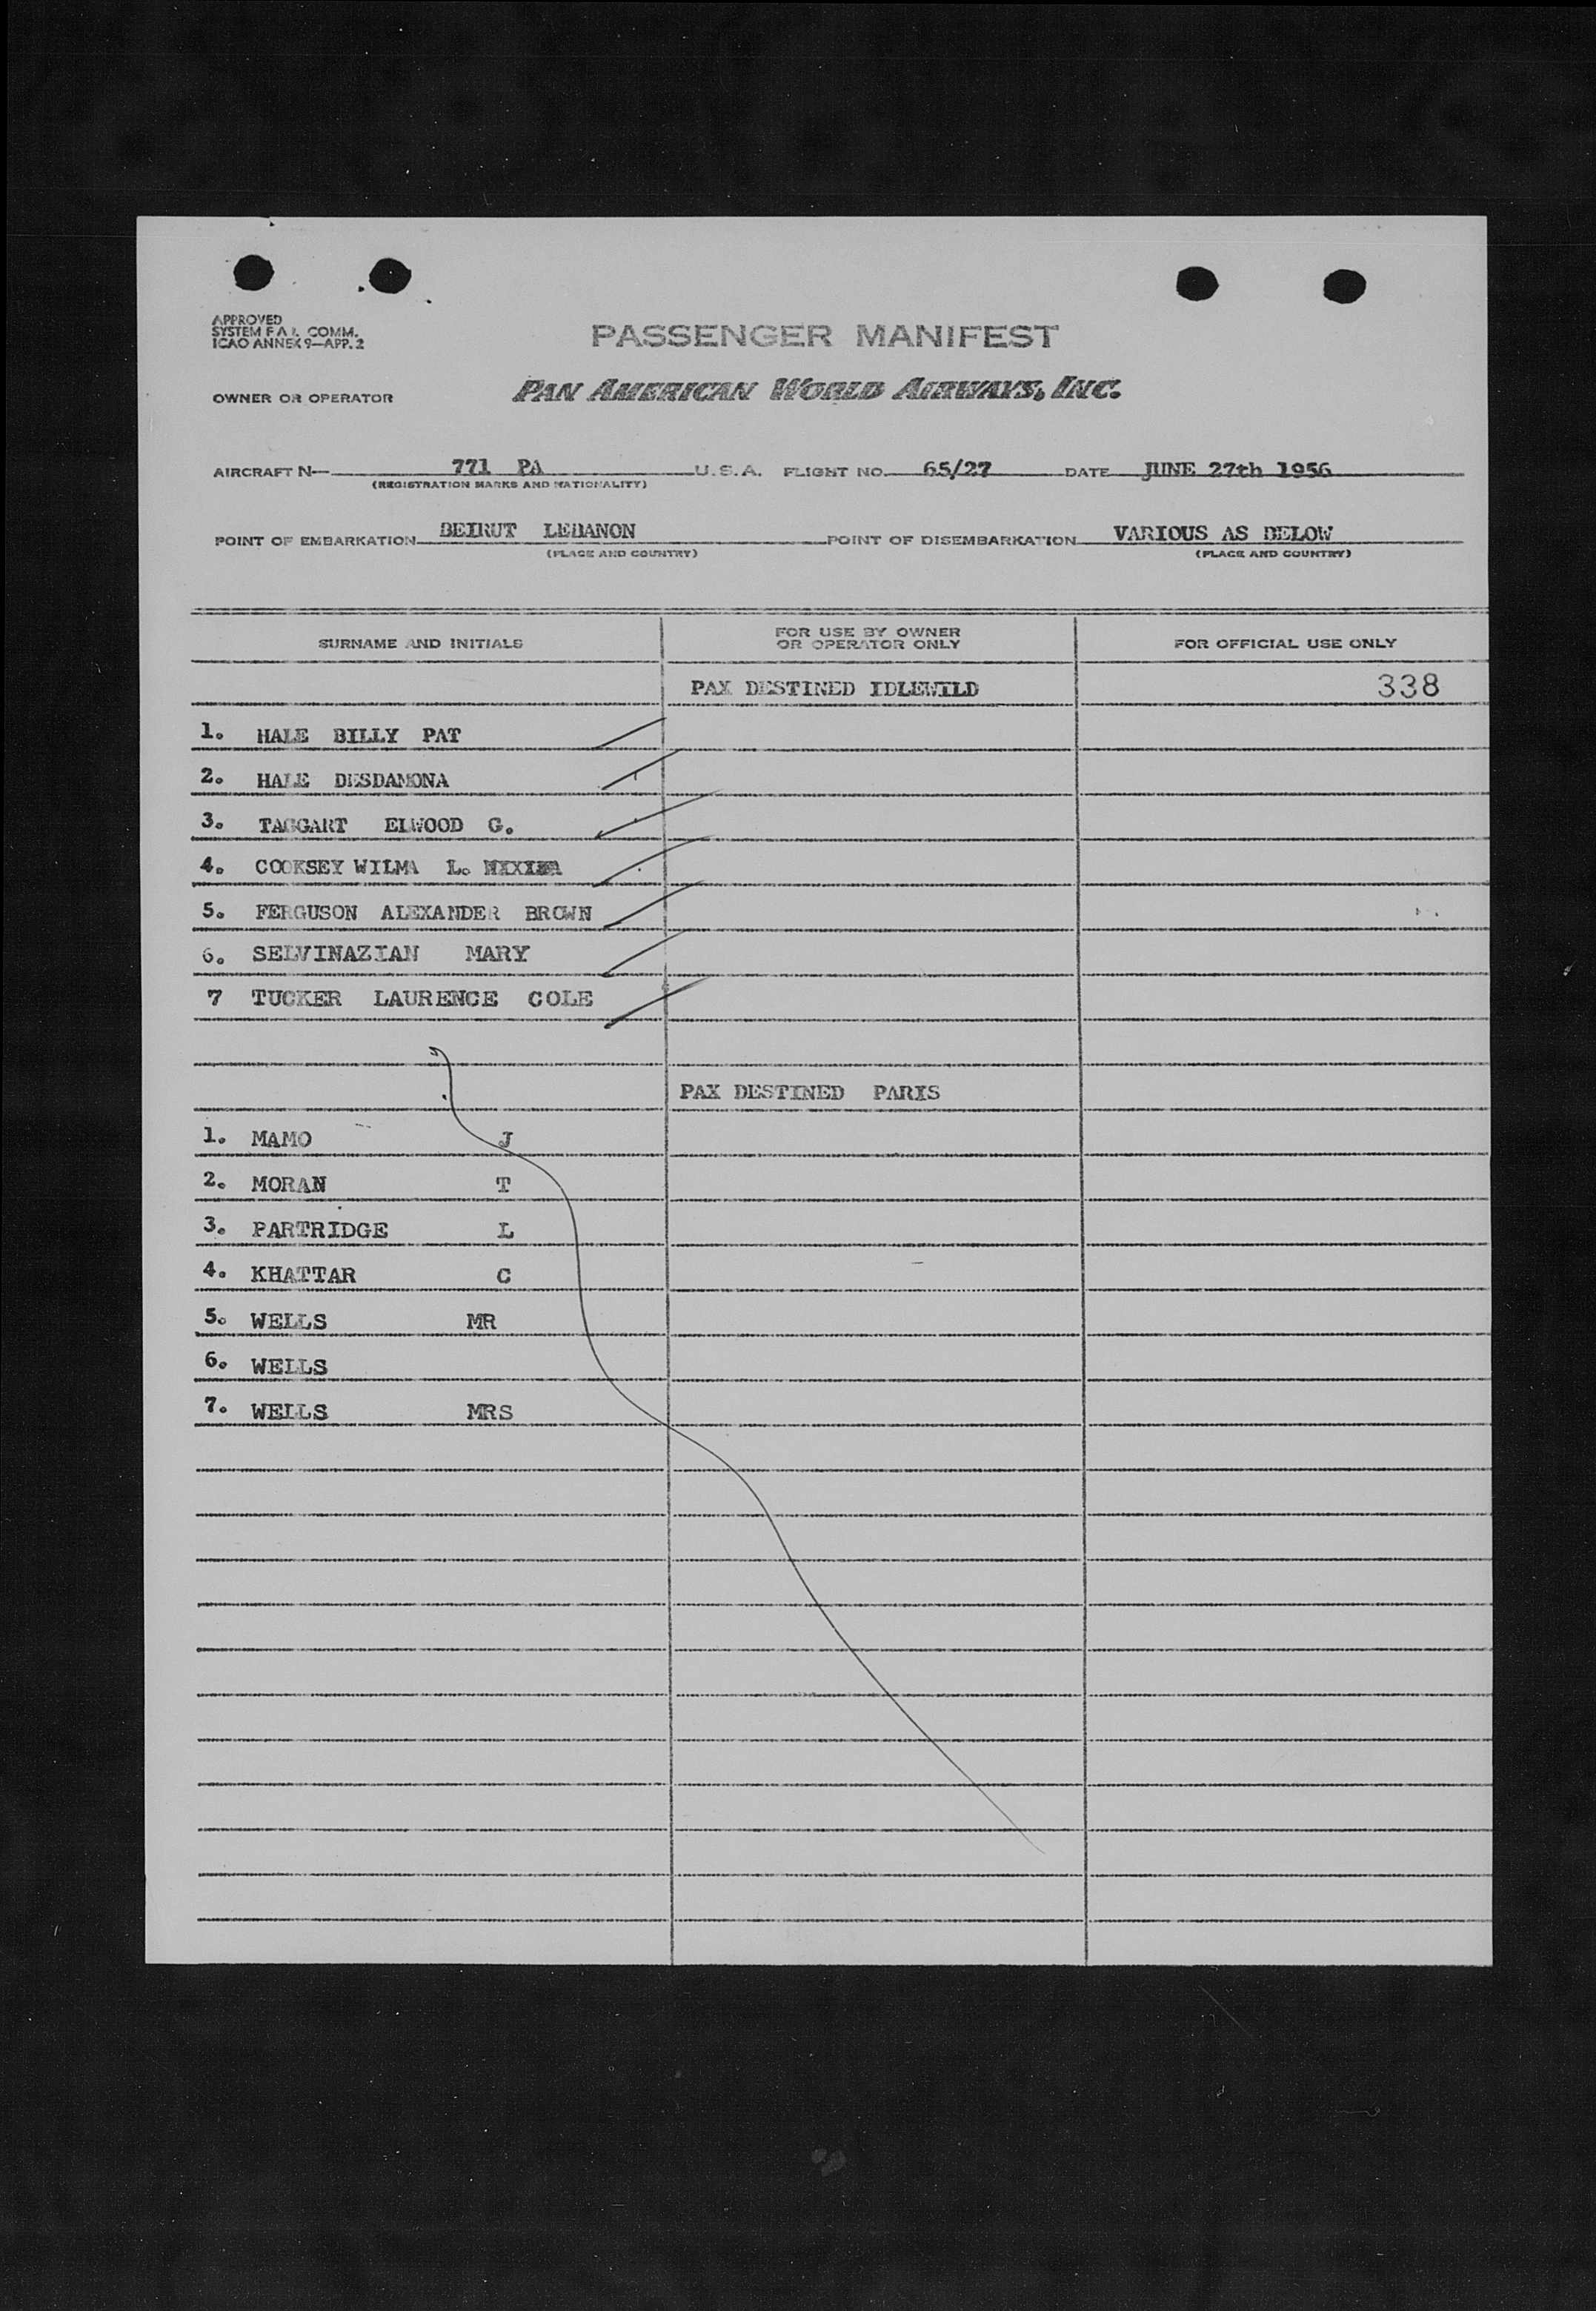 APPROVED
SYSTEM F A L COMM.
ICAO ANNEX 9—APP. 2
PASSENGER MANIFEST
OWNER OR OPERATOR PAN AMERICAN WORLD AIRWAYS, INC.
AIRCRAFT N— 771 PA U.S.A. FLIGHT NO. 65/27 DATE JUNE 27th 1956
(REGISTRATION MARKS AND NATIONALITY)
POINT OF EMBARKATION BEIRUT LEBANON POINT OF DISEMBARKATION VARIOUS AS BELOW
(PLACE AND COUNTRY) (PLACE AND COUNTRY)
SURNAME AND INITIALS FOR USE BY OWNER OR OPERATOR ONLY FOR OFFICIAL USE ONLY
PAX DESTINED IDLEWILD 338
1. HALE BILLY PAT
2. HALE DESDAMONA
3. TAGGART ELWOOD G.
4. COOKSEY WILMA L.
5. FERGUSON ALEXANDER BROWN
6. SELVINAZIAN MARY
7 TUCKER LAURENCE COLE
PAX DESTINED PARIS
1. MAMO J
2. MORAN T
3. PARTRIDGE L
4. KHATTAR C
5. WELLS MR
6. WELLS
7. WELLS MRS